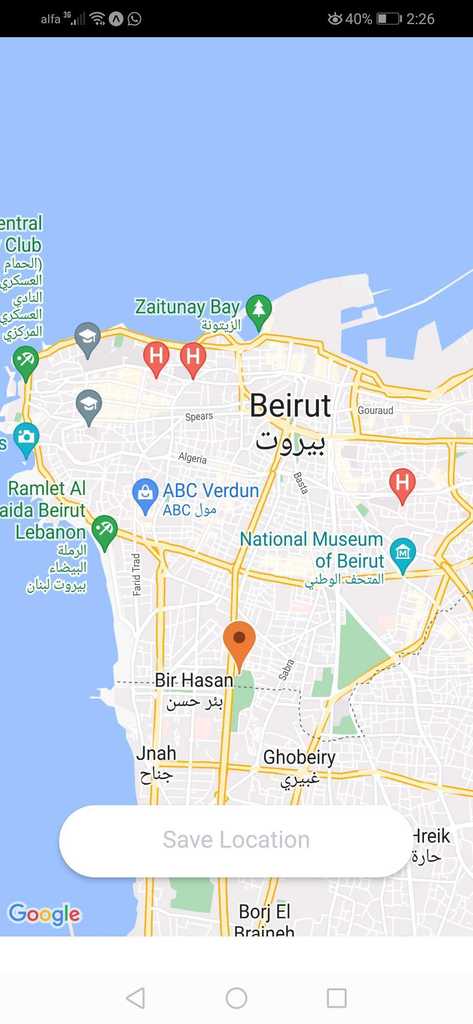 alfa 3G 40% 2:26
entral
Club
الحمام)
العسكري
النادي
العسكري
المركزي
Zaitunay Bay
الزيتونة
Beirut
بيروت
Spears
Gouraud
Algeria
Basta
s
ABC Verdun
ABC مول
Ramlet Al
aida Beirut
Lebanon
الرملة
البيضاء
بيروت لبنان
National Museum
of Beirut
المتحف الوطني
Farid Trad
Sabra
Bir Hasan
بئر حسن
Jnah
جناح
Ghobeiry
غبيري
Save Location
Hreik
حارة
Google
Borj El
Brajneh